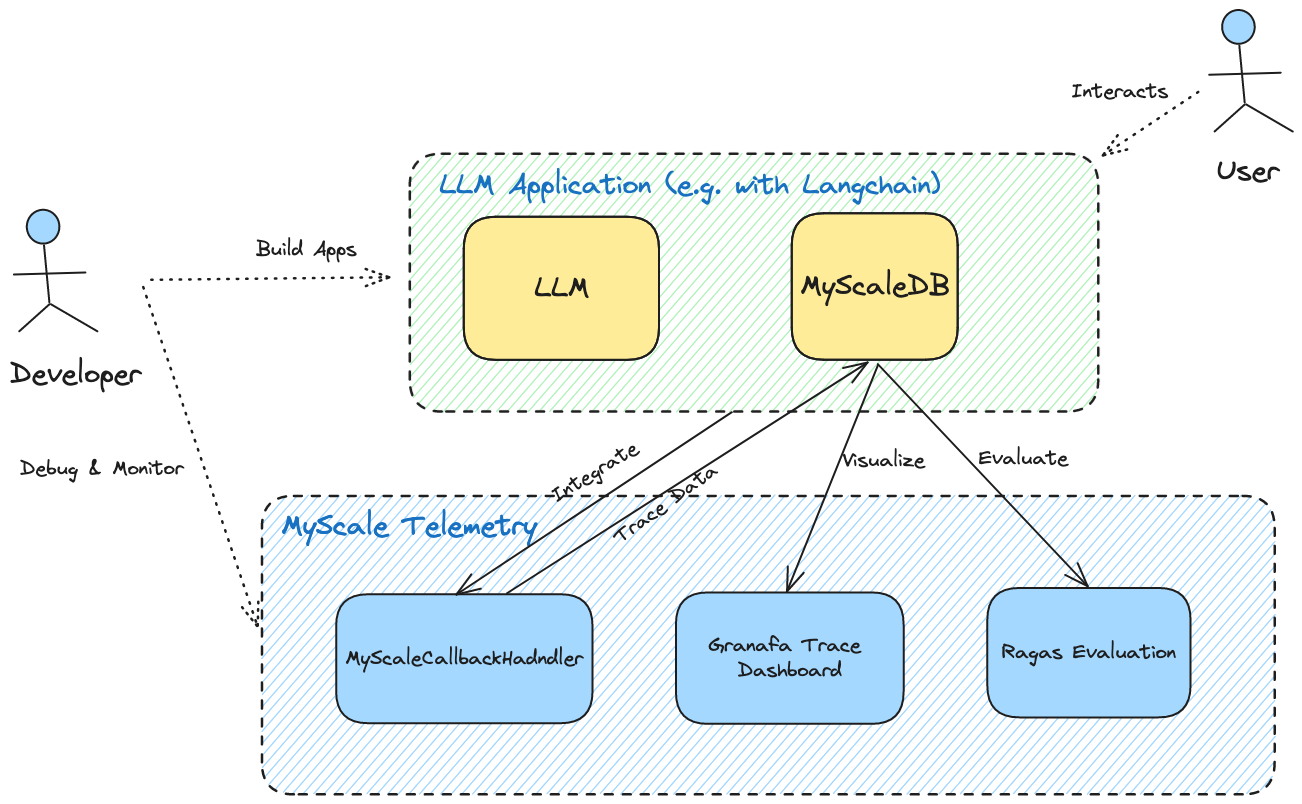 Interacts
User
LLM Application (e.g. with Langchain)
Build Apps
LLM
MyScaleDB
Developer
Debug & Monitor
Integrate
Trace Data
Visualize
Evaluate
MyScale Telemetry
MyScaleCallbackHadndler
Granafa Trace
Dashboard
Ragas Evaluation